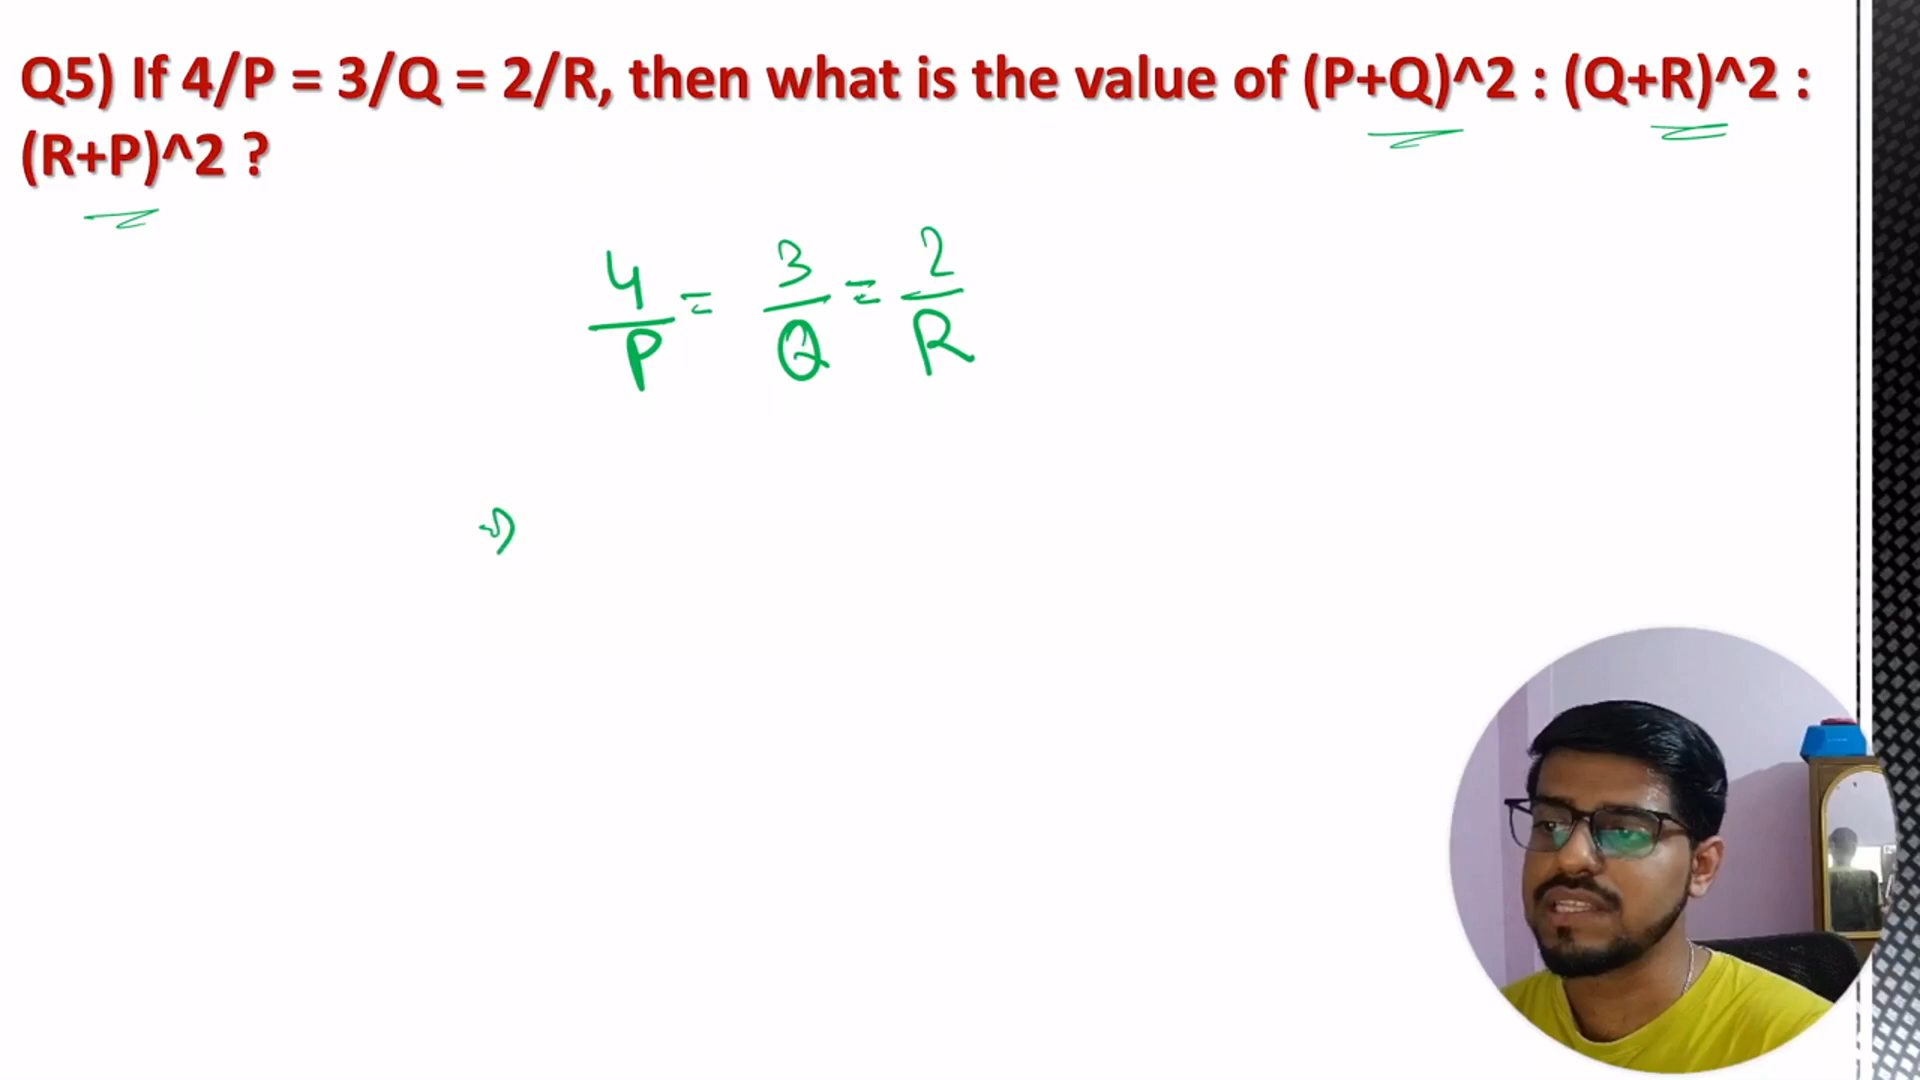 Q5) If 4/P = 3/Q = 2/R, then what is the value of (P+Q)^2 : (Q+R)^2 :
(R+P)^2 ?
4/P = 3/Q = 2/R
⇒